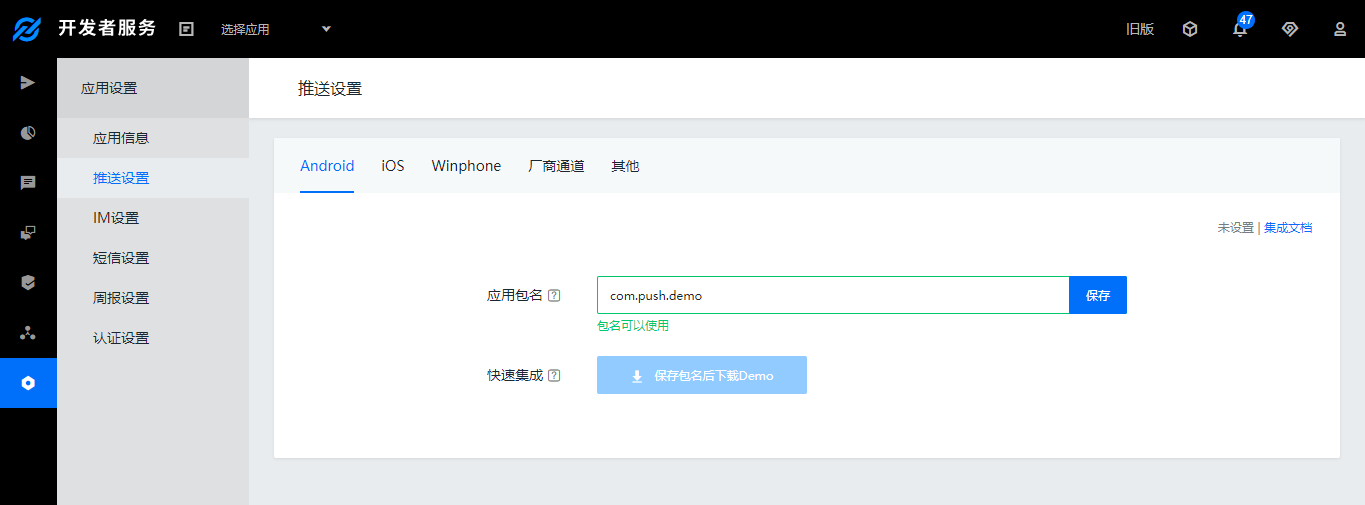 开发者服务
选择应用
旧版
47
应用设置
应用信息
推送设置
IM设置
短信设置
周报设置
认证设置
推送设置
Android iOS Winphone 厂商通道 其他
未设置 | 集成文档
应用包名 ? com.push.demo 保存
包名可以使用
快速集成 ? 保存包名后下载Demo